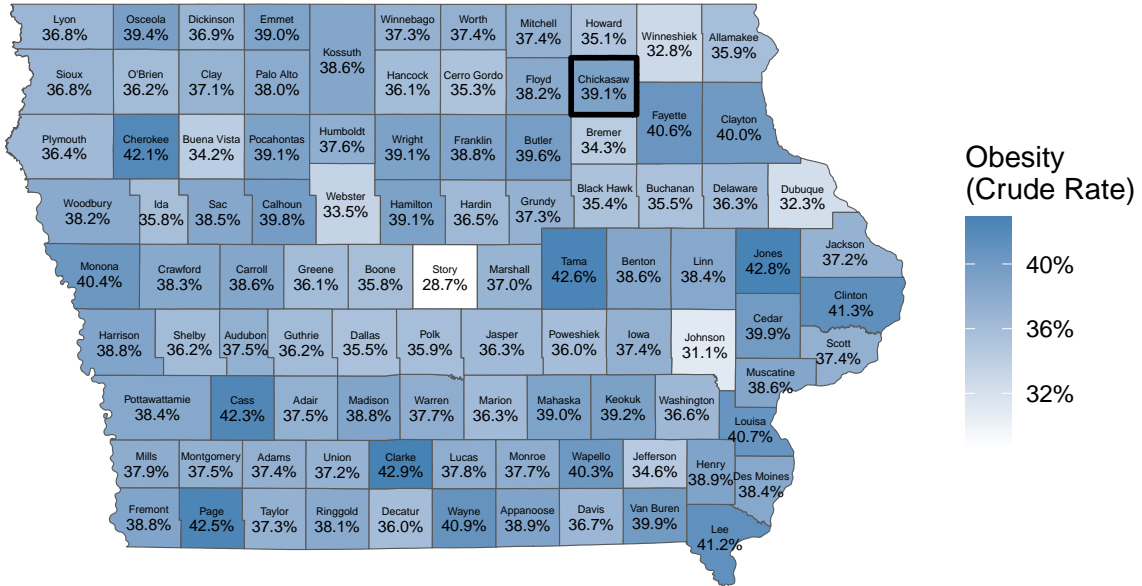 Lyon
36.8%
Osceola
39.4%
Dickinson
36.9%
Emmet
39.0%
Kossuth
38.6%
Winnebago
37.3%
Worth
37.4%
Mitchell
37.4%
Howard
35.1%
Winneshiek
32.8%
Allamakee
35.9%
Sioux
36.8%
O'Brien
36.2%
Clay
37.1%
Palo Alto
38.0%
Hancock
36.1%
Cerro Gordo
35.3%
Floyd
38.2%
Chickasaw
39.1%
Fayette
40.6%
Clayton
40.0%
Plymouth
36.4%
Cherokee
42.1%
Buena Vista
34.2%
Pocahontas
39.1%
Humboldt
37.6%
Wright
39.1%
Franklin
38.8%
Butler
39.6%
Bremer
34.3%
Woodbury
38.2%
Ida
35.8%
Sac
38.5%
Calhoun
39.8%
Webster
33.5%
Hamilton
39.1%
Hardin
36.5%
Grundy
37.3%
Black Hawk
35.4%
Buchanan
35.5%
Delaware
36.3%
Dubuque
32.3%
Monona
40.4%
Crawford
38.3%
Carroll
38.6%
Greene
36.1%
Boone
35.8%
Story
28.7%
Marshall
37.0%
Tama
42.6%
Benton
38.6%
Linn
38.4%
Jones
42.8%
Jackson
37.2%
Clinton
41.3%
Harrison
38.8%
Shelby
36.2%
Audubon
37.5%
Guthrie
36.2%
Dallas
35.5%
Polk
35.9%
Jasper
36.3%
Poweshiek
36.0%
Iowa
37.4%
Johnson
31.1%
Cedar
39.9%
Scott
37.4%
Muscatine
38.6%
Pottawattamie
38.4%
Cass
42.3%
Adair
37.5%
Madison
38.8%
Warren
37.7%
Marion
36.3%
Mahaska
39.0%
Keokuk
39.2%
Washington
36.6%
Louisa
40.7%
Mills
37.9%
Montgomery
37.5%
Adams
37.4%
Union
37.2%
Clarke
42.9%
Lucas
37.8%
Monroe
37.7%
Wapello
40.3%
Jefferson
34.6%
Henry
38.9%
Des Moines
38.4%
Fremont
38.8%
Page
42.5%
Taylor
37.3%
Ringgold
38.1%
Decatur
36.0%
Wayne
40.9%
Appanoose
38.9%
Davis
36.7%
Van Buren
39.9%
Lee
41.2%
Obesity
(Crude Rate)
40%
36%
32%